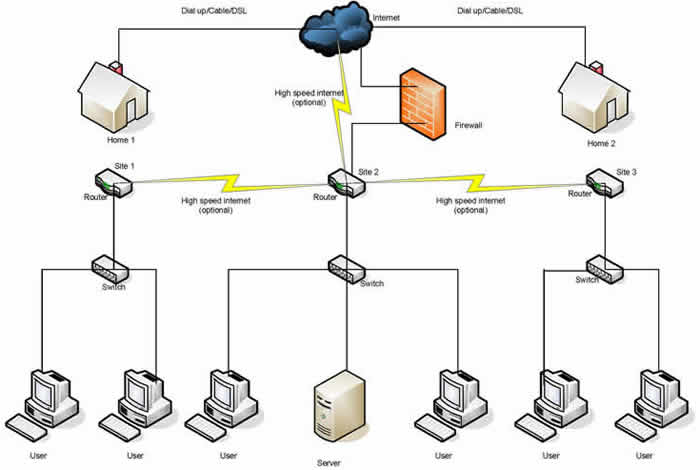 Dial up/Cable/DSL
Internet
Dial up/Cable/DSL
High speed internet
(optional)
Firewall
Home 1
Home 2
Site 1
Site 2
Site 3
Router
High speed internet
(optional)
Router
High speed internet
(optional)
Router
Switch
Switch
Switch
User
User
User
Server
User
User
User